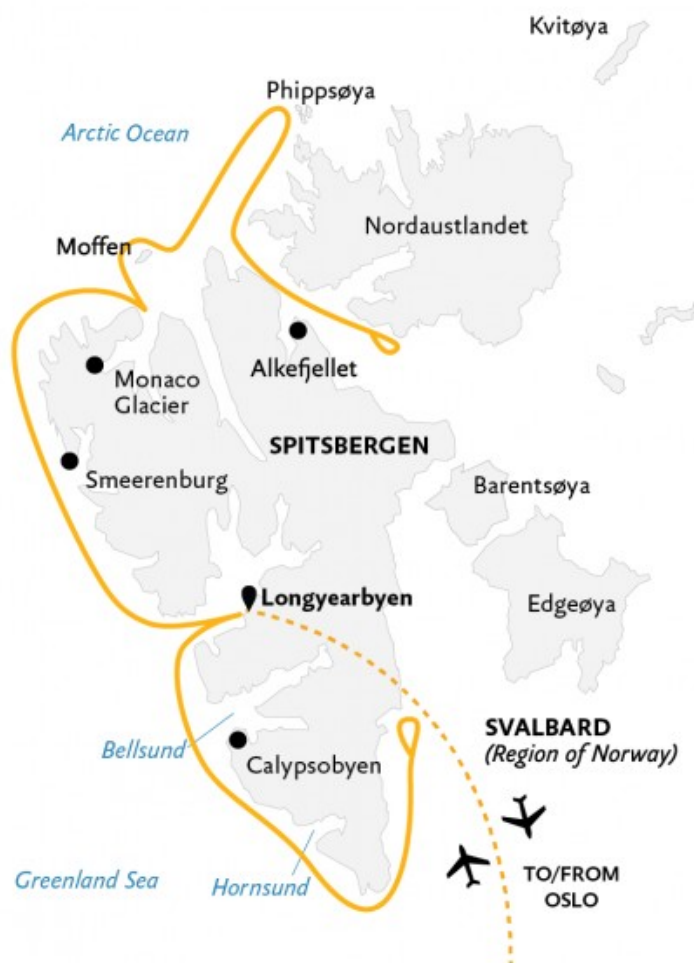 Kvitøya
Phippsøya
Arctic Ocean
Nordaustlandet
Moffen
Alkefjellet
Monaco
Glacier
SPITSBERGEN
Smeerenburg
Barentsøya
Longyearbyen
Edgeøya
SVALBARD
(Region of Norway)
Bellsund
Calypsobyen
Greenland Sea
Hornsund
TO/FROM
OSLO